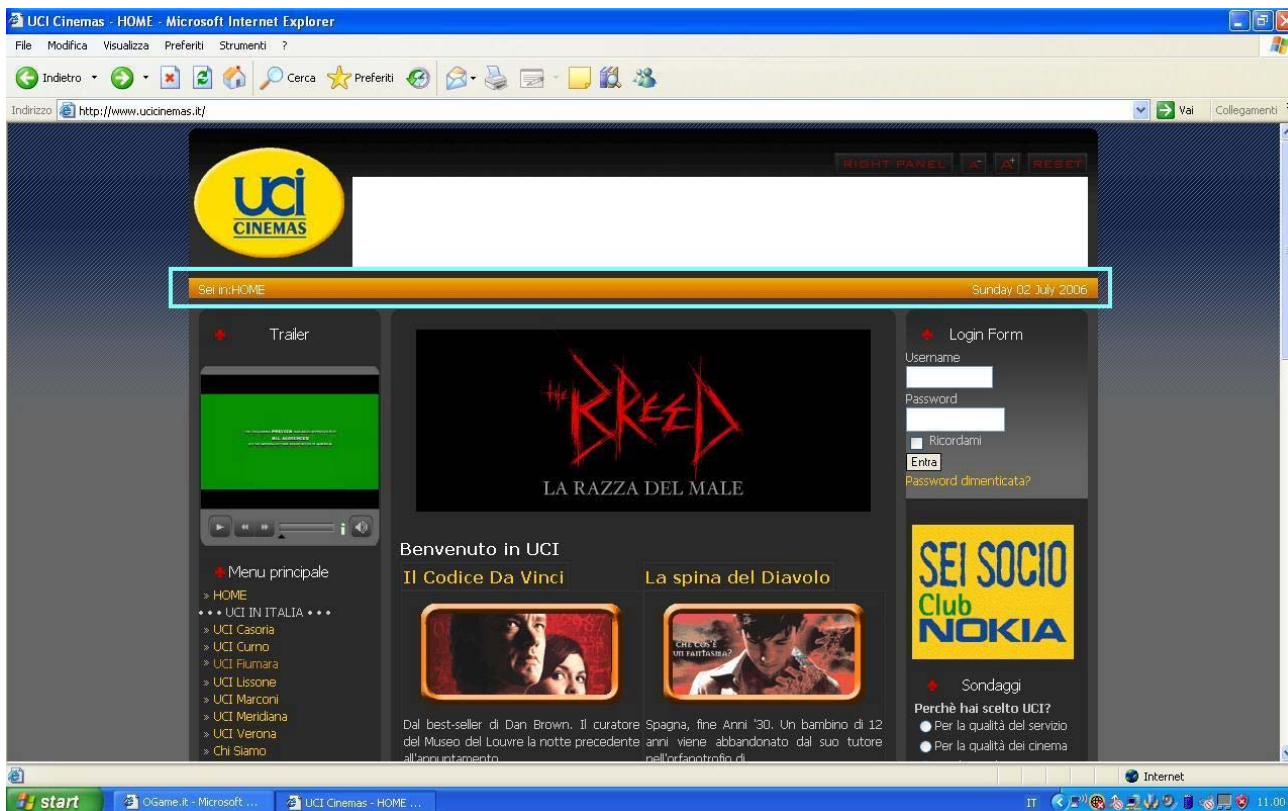 UCI Cinemas - HOME - Microsoft Internet Explorer
File Modifica Visualizza Preferiti Strumenti ?
Indietro Cerca Preferiti
Indirizzo http://www.ucicinemas.it/ Vai Collegamenti
RIGHT PANEL A- A+ RESET
UCI
CINEMAS
Sei in:HOME Sunday 02 July 2006
Trailer
the BREED
LA RAZZA DEL MALE
Login Form
Username
Password
Ricordami
Entra
Password dimenticata?
Menu principale
» HOME
• • • UCI IN ITALIA • • •
» UCI Casoria
» UCI Curno
» UCI Fiumara
» UCI Lissone
» UCI Marconi
» UCI Meridiana
» UCI Verona
» Chi Siamo
Benvenuto in UCI
Il Codice Da Vinci
Dal best-seller di Dan Brown. Il curatore
del Museo del Louvre la notte precedente
all'appuntamento
La spina del Diavolo
CHE COS'È
UN FANTASMA?
Spagna, fine Anni '30. Un bambino di 12
anni viene abbandonato dal suo tutore
nell'orfanotrofio di
SEI SOCIO
Club
NOKIA
Sondaggi
Perchè hai scelto UCI?
Per la qualità del servizio
Per la qualità dei cinema
Internet
start OGame.it - Microsoft ... UCI Cinemas - HOME ... IT 11.00